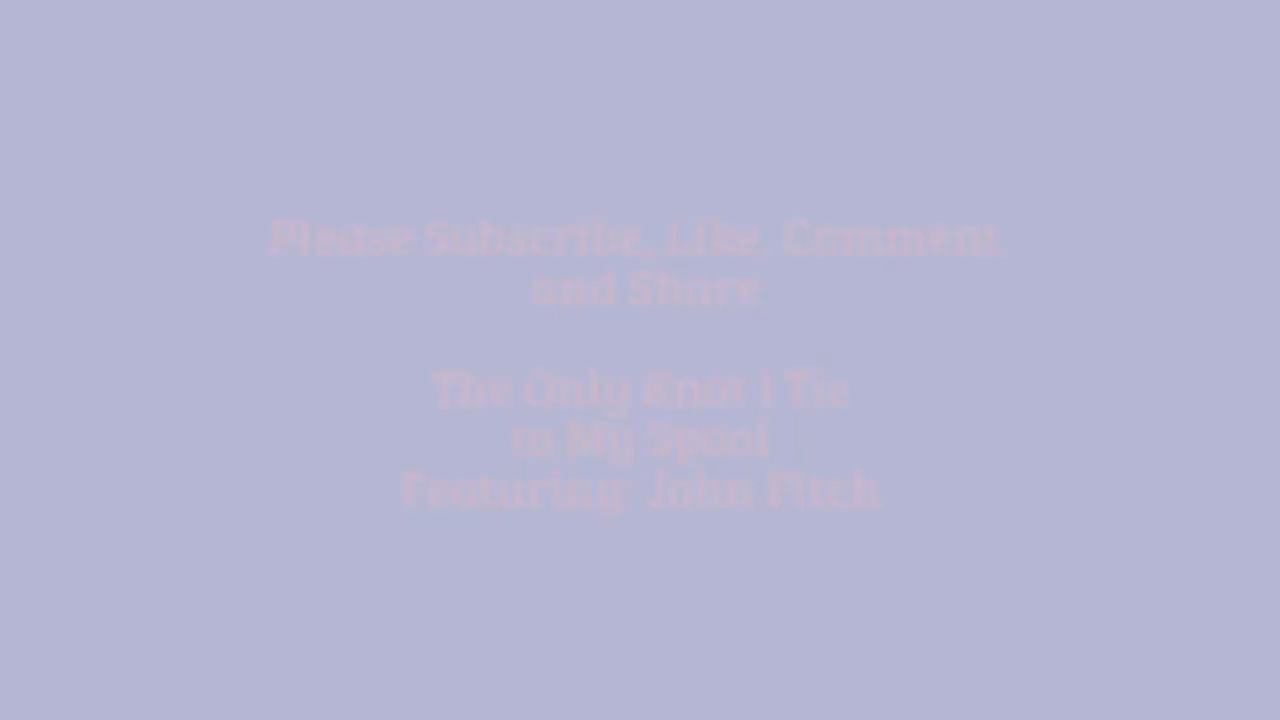 Please Subscribe, Like, Comment
and Share
The Only Knot I Tie
to My Spool
Featuring: John Fitch